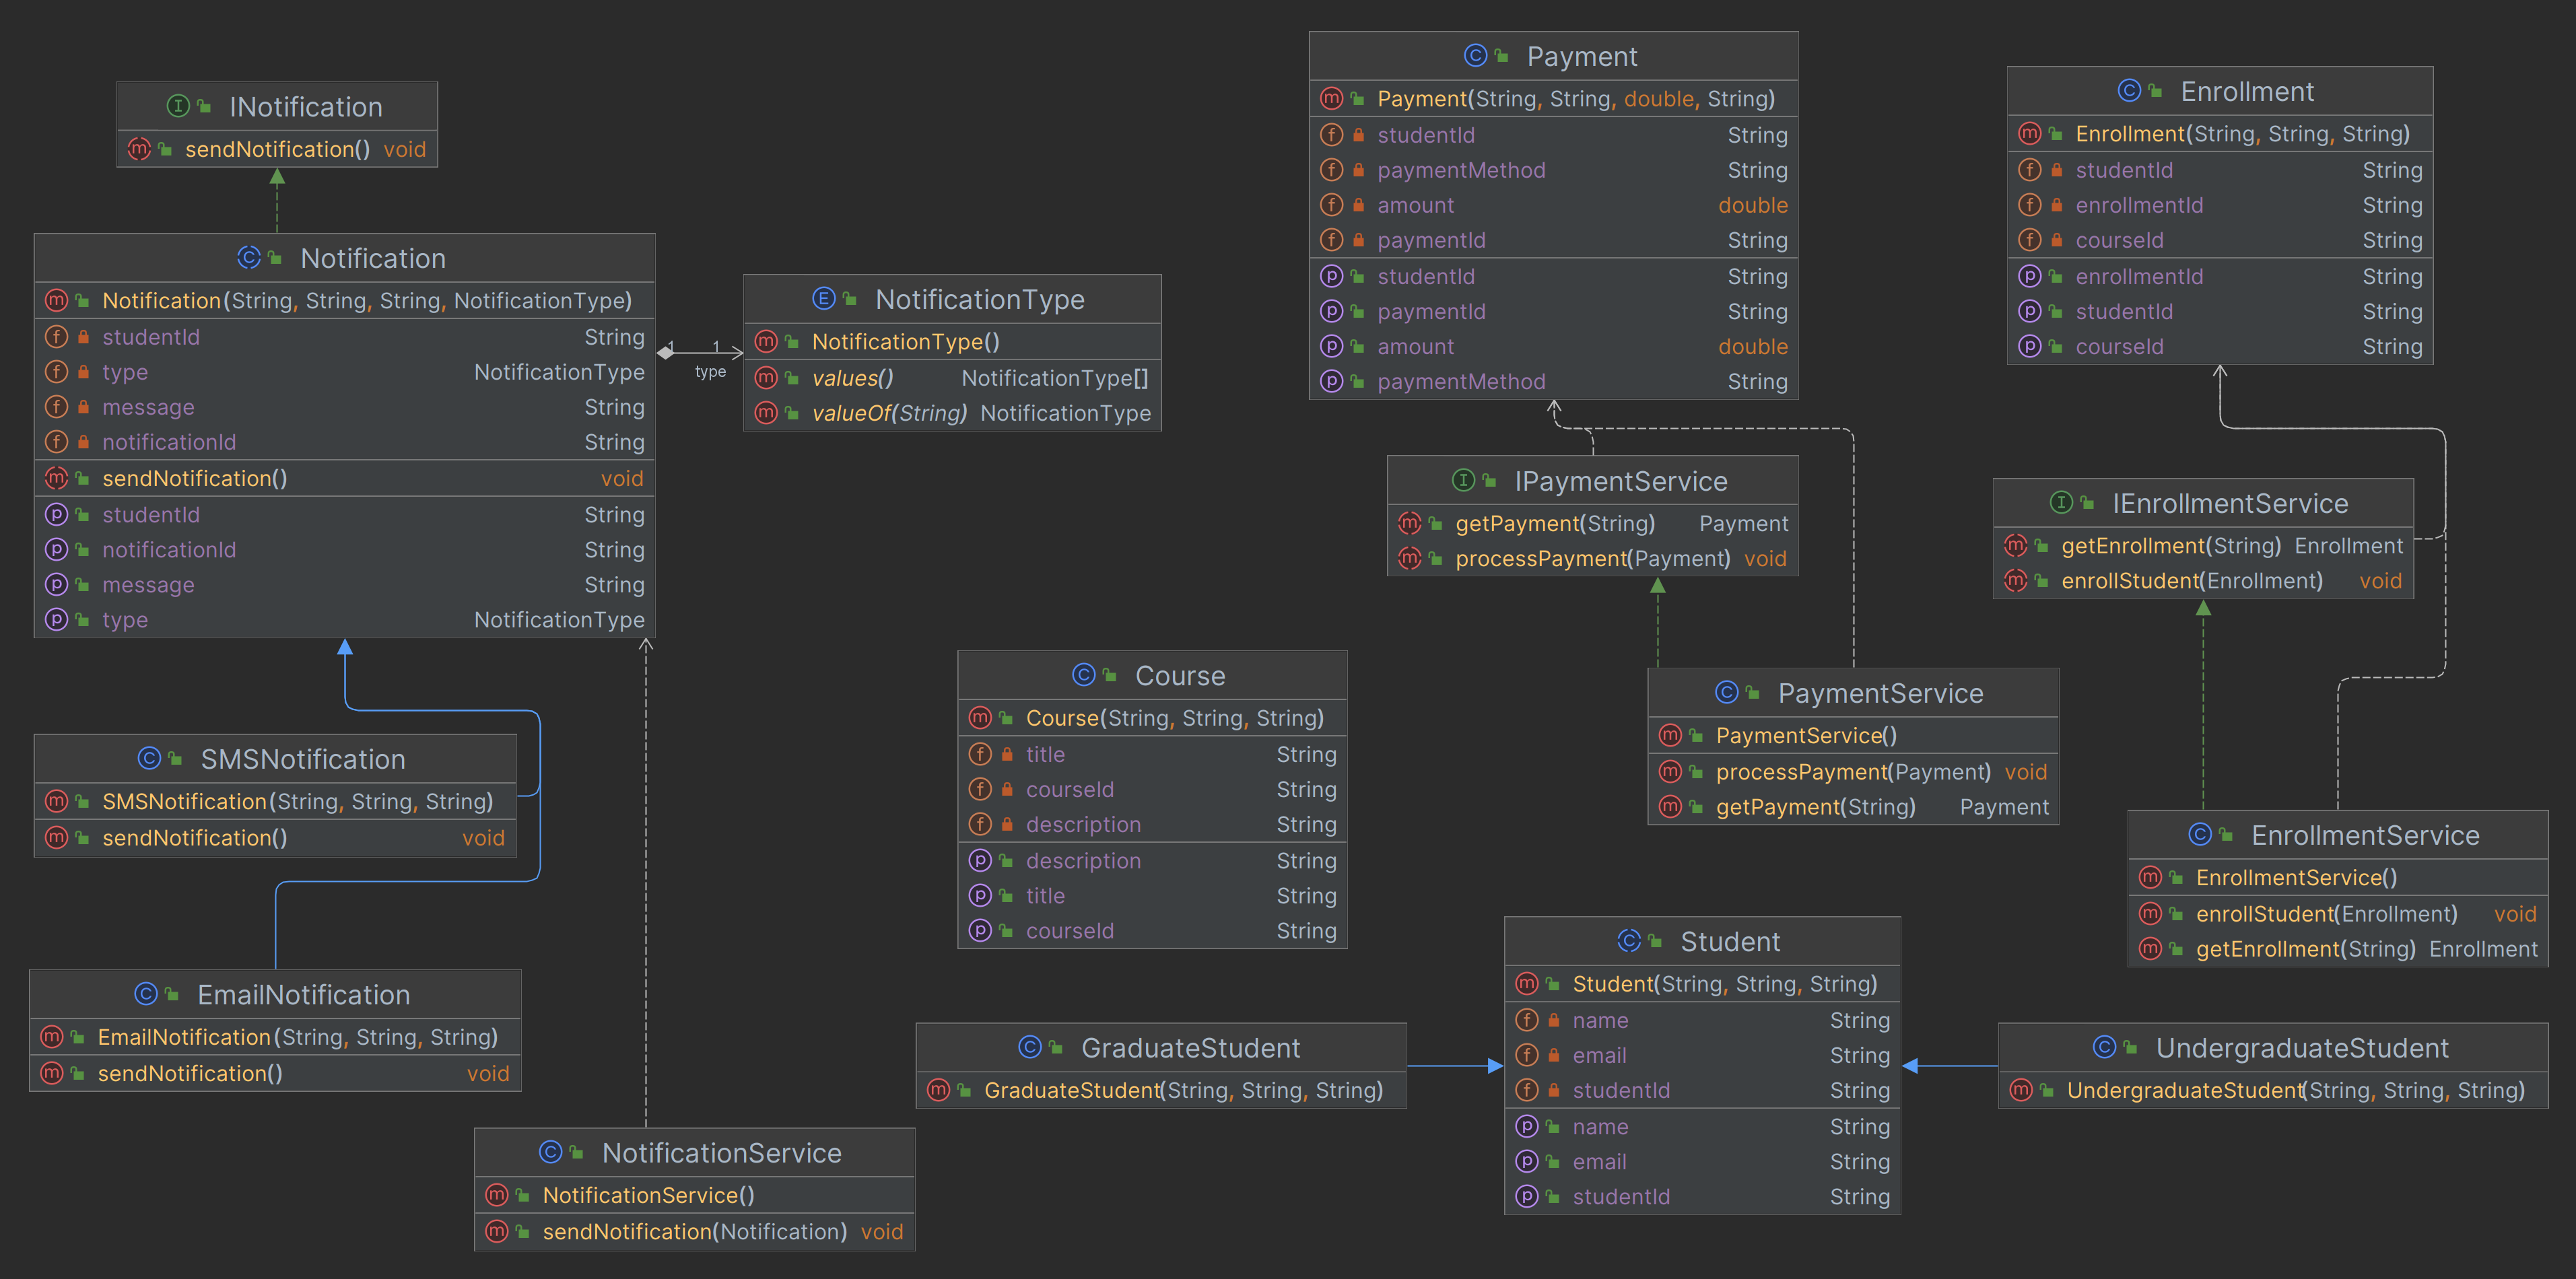 INotification
sendNotification() void
Notification
Notification(String, String, String, NotificationType)
studentId String
type NotificationType
message String
notificationId String
sendNotification() void
studentId String
notificationId String
message String
type NotificationType
1 1
type
NotificationType
NotificationType()
values() NotificationType[]
valueOf(String) NotificationType
SMSNotification
SMSNotification(String, String, String)
sendNotification() void
EmailNotification
EmailNotification(String, String, String)
sendNotification() void
NotificationService
NotificationService()
sendNotification(Notification) void
Payment
Payment(String, String, double, String)
studentId String
paymentMethod String
amount double
paymentId String
studentId String
paymentId String
amount double
paymentMethod String
IPaymentService
getPayment(String) Payment
processPayment(Payment) void
PaymentService
PaymentService()
processPayment(Payment) void
getPayment(String) Payment
Course
Course(String, String, String)
title String
courseId String
description String
description String
title String
courseId String
Enrollment
Enrollment(String, String, String)
studentId String
enrollmentId String
courseId String
enrollmentId String
studentId String
courseId String
IEnrollmentService
getEnrollment(String) Enrollment
enrollStudent(Enrollment) void
EnrollmentService
EnrollmentService()
enrollStudent(Enrollment) void
getEnrollment(String) Enrollment
GraduateStudent
GraduateStudent(String, String, String)
Student
Student(String, String, String)
name String
email String
studentId String
name String
email String
studentId String
UndergraduateStudent
UndergraduateStudent(String, String, String)